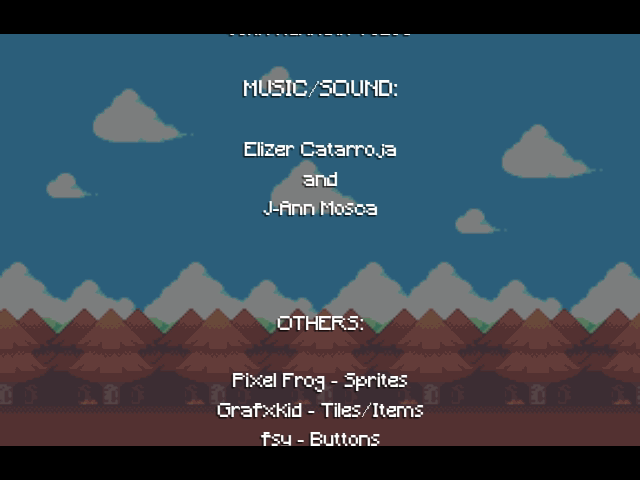 MUSIC/SOUND:
Elizer Catarroja
and
J-Ann Mosca
OTHERS:
Pixel Frog - Sprites
GrafxKid - Tiles/Items
fsy - Buttons